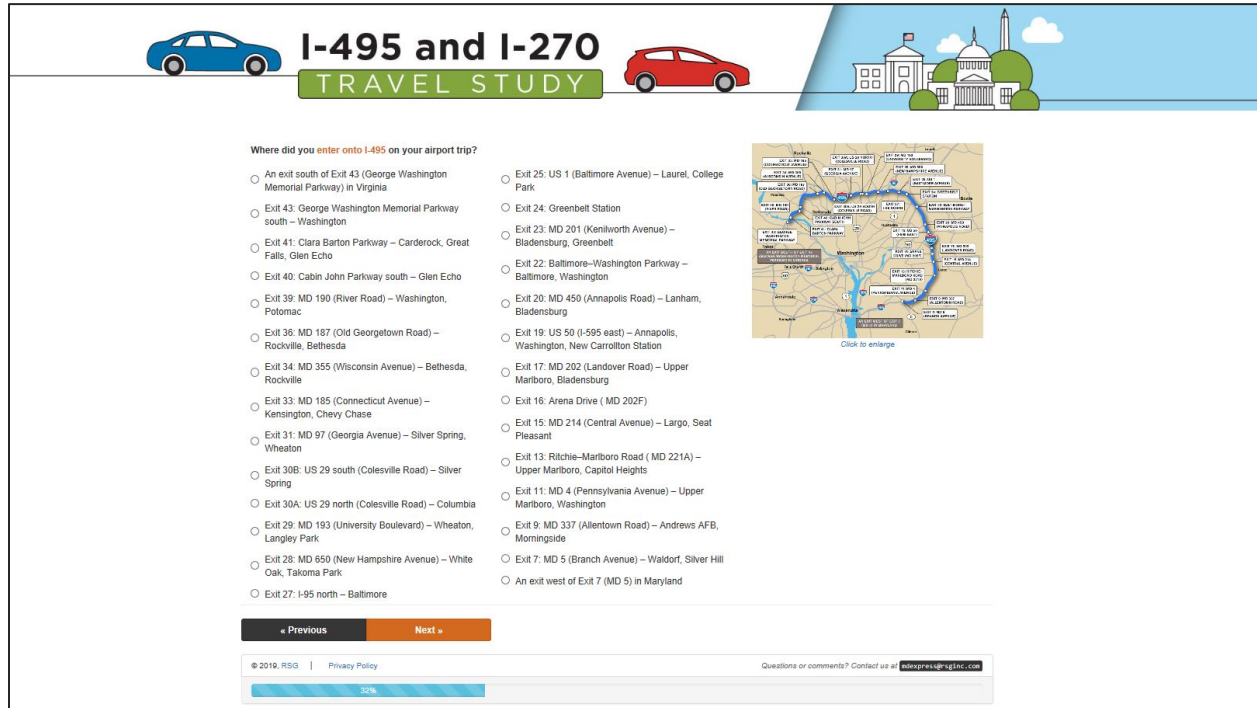 I-495 and I-270
TRAVEL STUDY
Where did you enter onto I-495 on your airport trip?
An exit south of Exit 43 (George Washington
Memorial Parkway) in Virginia
Exit 43: George Washington Memorial Parkway
south – Washington
Exit 41: Clara Barton Parkway – Carderock, Great
Falls, Glen Echo
Exit 40: Cabin John Parkway south – Glen Echo
Exit 39: MD 190 (River Road) – Washington,
Potomac
Exit 36: MD 187 (Old Georgetown Road) –
Rockville, Bethesda
Exit 34: MD 355 (Wisconsin Avenue) – Bethesda,
Rockville
Exit 33: MD 185 (Connecticut Avenue) –
Kensington, Chevy Chase
Exit 31: MD 97 (Georgia Avenue) – Silver Spring,
Wheaton
Exit 30B: US 29 south (Colesville Road) – Silver
Spring
Exit 30A: US 29 north (Colesville Road) – Columbia
Exit 29: MD 193 (University Boulevard) – Wheaton,
Langley Park
Exit 28: MD 650 (New Hampshire Avenue) – White
Oak, Takoma Park
Exit 27: I-95 north – Baltimore
Exit 25: US 1 (Baltimore Avenue) – Laurel, College
Park
Exit 24: Greenbelt Station
Exit 23: MD 201 (Kenilworth Avenue) –
Bladensburg, Greenbelt
Exit 22: Baltimore–Washington Parkway –
Baltimore, Washington
Exit 20: MD 450 (Annapolis Road) – Lanham,
Bladensburg
Exit 19: US 50 (I-595 east) – Annapolis,
Washington, New Carrollton Station
Exit 17: MD 202 (Landover Road) – Upper
Marlboro, Bladensburg
Exit 16: Arena Drive ( MD 202F)
Exit 15: MD 214 (Central Avenue) – Largo, Seat
Pleasant
Exit 13: Ritchie–Marlboro Road ( MD 221A) –
Upper Marlboro, Capitol Heights
Exit 11: MD 4 (Pennsylvania Avenue) – Upper
Marlboro, Washington
Exit 9: MD 337 (Allentown Road) – Andrews AFB,
Morningside
Exit 7: MD 5 (Branch Avenue) – Waldorf, Silver Hill
An exit west of Exit 7 (MD 5) in Maryland
Washington
Click to enlarge
« Previous
Next »
© 2019, RSG | Privacy Policy
Questions or comments? Contact us at mdexpress@rsginc.com
32%